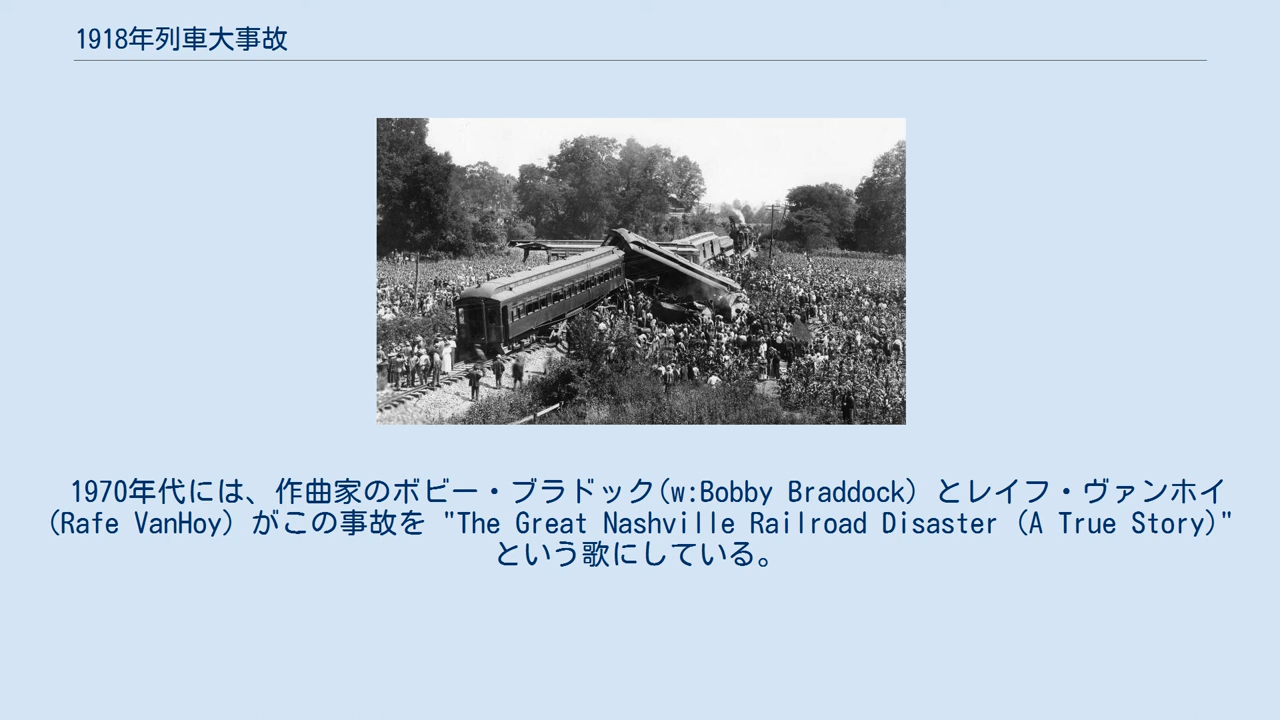 1918年列車大事故
1970年代には、作曲家のボビー・ブラドック(w:Bobby Braddock) とレイフ・ヴァンホイ
(Rafe VanHoy) がこの事故を "The Great Nashville Railroad Disaster (A True Story)"
という歌にしている。